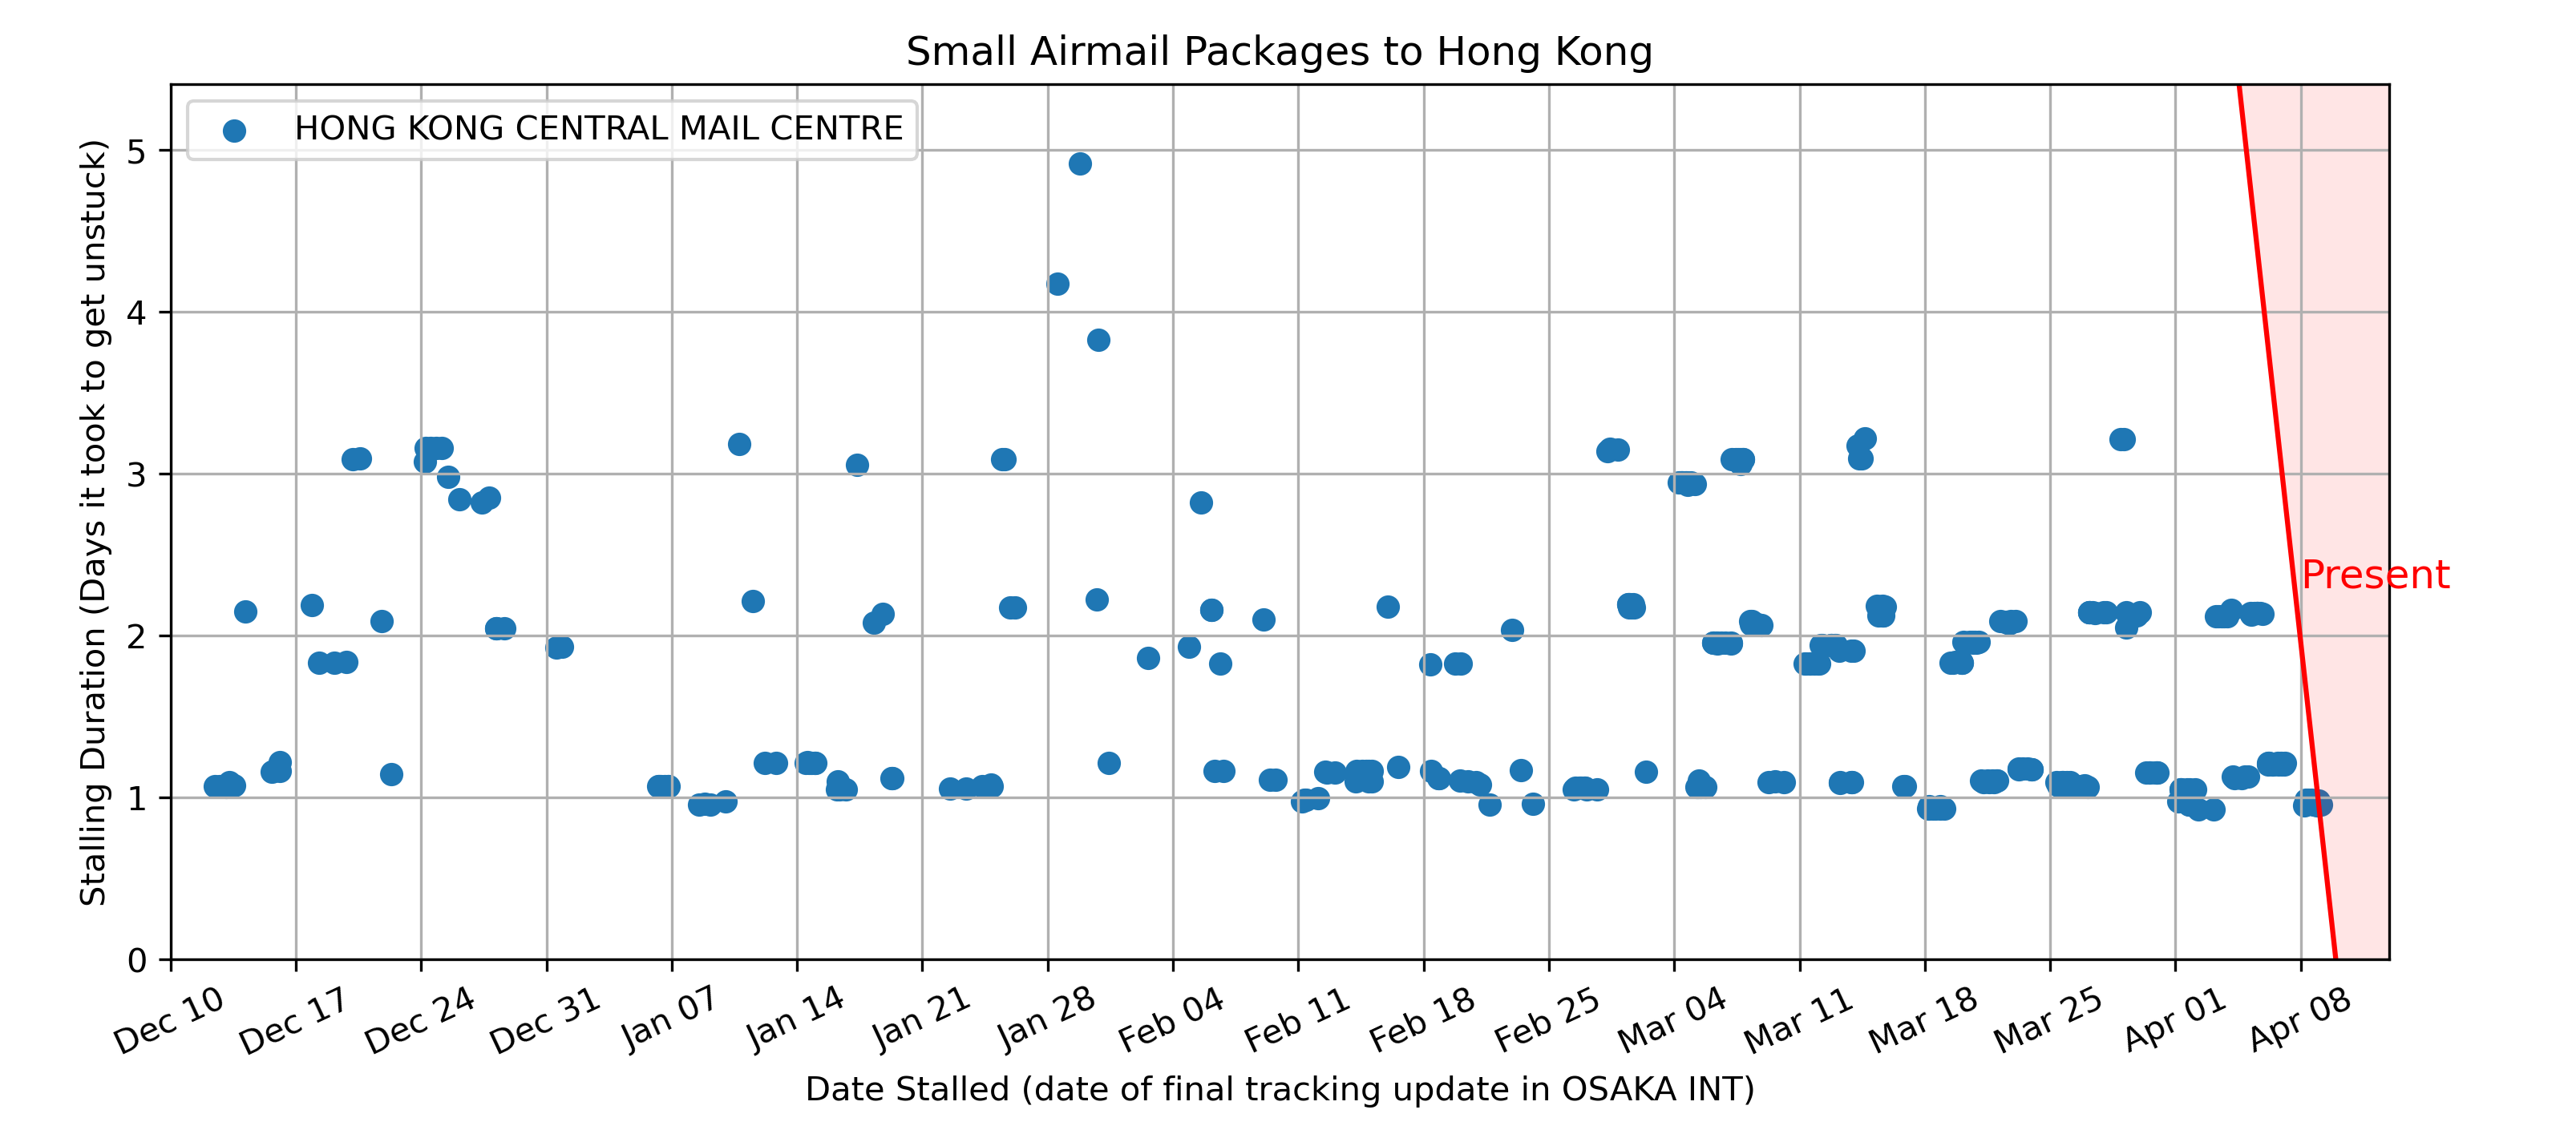 Small Airmail Packages to Hong Kong
HONG KONG CENTRAL MAIL CENTRE
Stalling Duration (Days it took to get unstuck)
5
4
3
2
1
0
Present
Dec 10
Dec 17
Dec 24
Dec 31
Jan 07
Jan 14
Jan 21
Jan 28
Feb 04
Feb 11
Feb 18
Feb 25
Mar 04
Mar 11
Mar 18
Mar 25
Apr 01
Apr 08
Date Stalled (date of final tracking update in OSAKA INT)